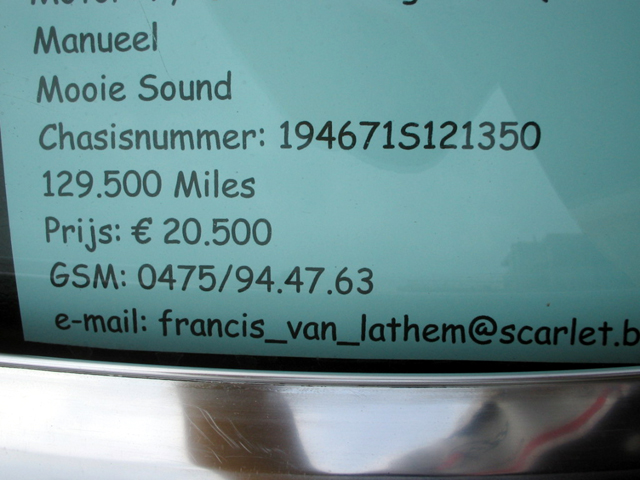 Manueel
Mooie Sound
Chasisnummer: 194671S121350
129.500 Miles
Prijs: € 20.500
GSM: 0475/94.47.63
e-mail: francis_van_lathem@scarlet.b